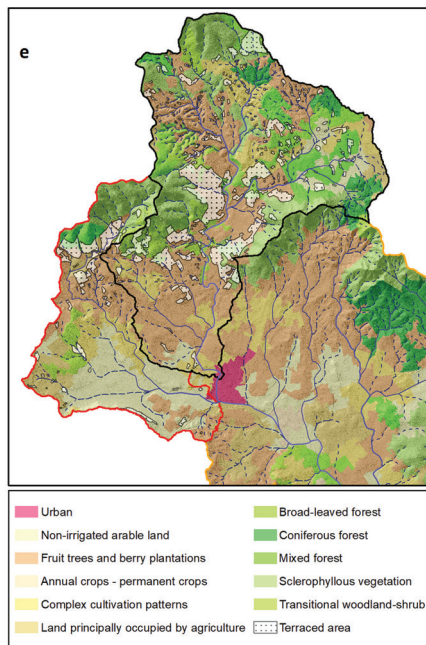 e
Urban
Non-irrigated arable land
Fruit trees and berry plantations
Annual crops - permanent crops
Complex cultivation patterns
Land principally occupied by agriculture
Broad-leaved forest
Coniferous forest
Mixed forest
Sclerophyllous vegetation
Transitional woodland-shrub
Terraced area